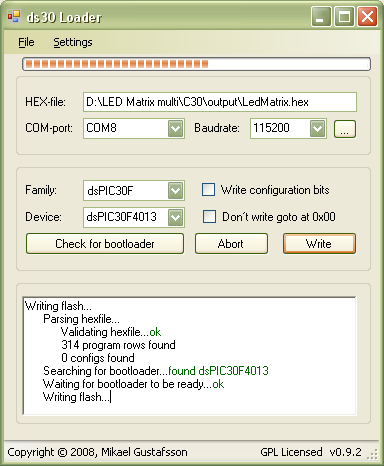 ds30 Loader
File Settings
HEX-file: D:\LED Matrix multi\C30\output\LedMatrix.hex
COM-port: COM8 Baudrate: 115200 ...
Family: dsPIC30F Write configuration bits
Device: dsPIC30F4013 Don't write goto at 0x00
Check for bootloader Abort Write
Writing flash...
Parsing hexfile...
Validating hexfile...ok
314 program rows found
0 configs found
Searching for bootloader...found dsPIC30F4013
Waiting for bootloader to be ready...ok
Writing flash...
Copyright © 2008, Mikael Gustafsson GPL Licensed v0.9.2